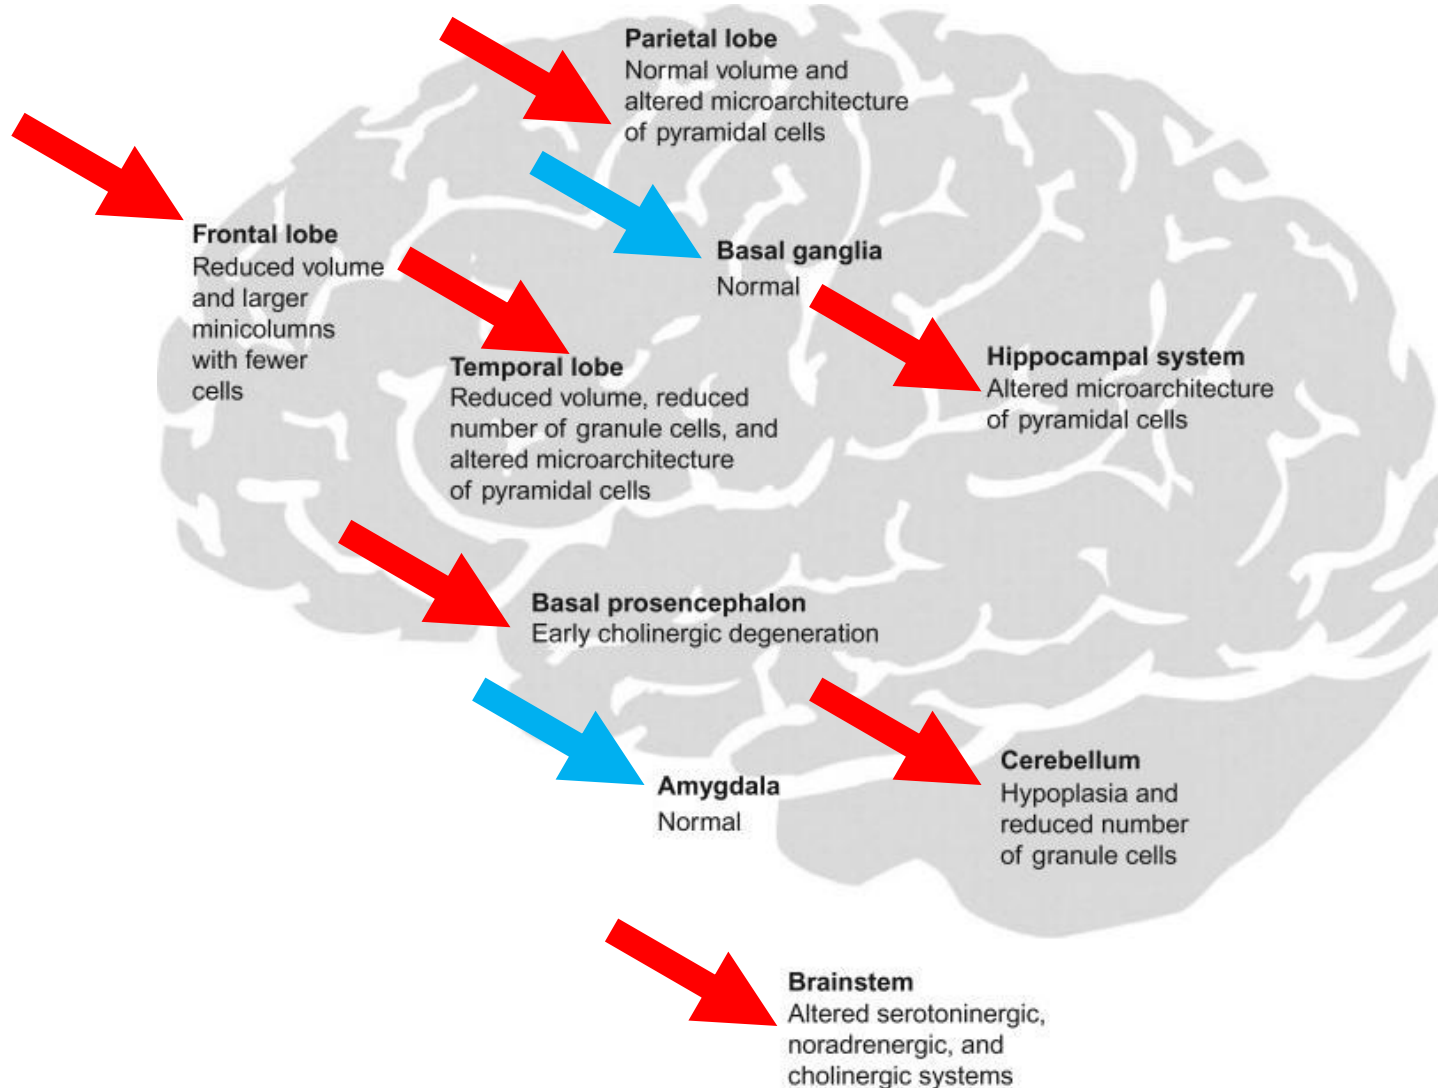 Parietal lobe
Normal volume and
altered microarchitecture
of pyramidal cells
Frontal lobe
Reduced volume
and larger
minicolumns
with fewer
cells
Basal ganglia
Normal
Temporal lobe
Reduced volume, reduced
number of granule cells, and
altered microarchitecture
of pyramidal cells
Hippocampal system
Altered microarchitecture
of pyramidal cells
Basal prosencephalon
Early cholinergic degeneration
Amygdala
Normal
Cerebellum
Hypoplasia and
reduced number
of granule cells
Brainstem
Altered serotoninergic,
noradrenergic, and
cholinergic systems